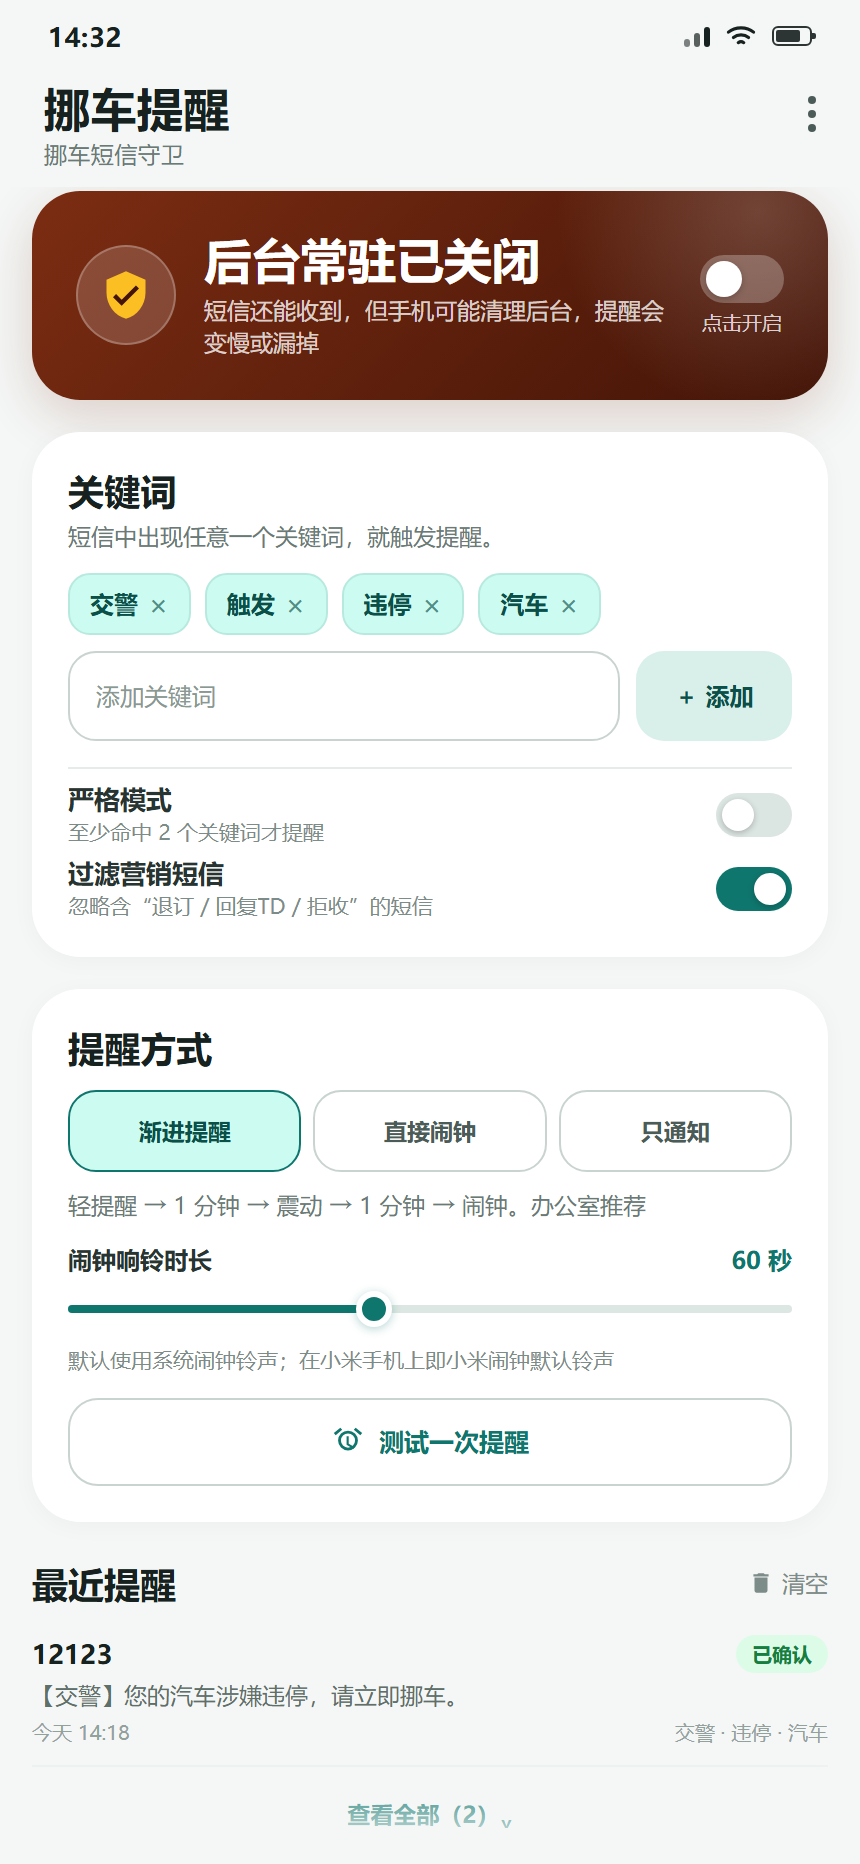 14:32
挪车提醒
挪车短信守卫
后台常驻已关闭
短信还能收到，但手机可能清理后台，提醒会
变慢或漏掉
点击开启
关键词
短信中出现任意一个关键词，就触发提醒。
交警 × 触发 × 违停 × 汽车 ×
添加关键词
+ 添加
严格模式
至少命中 2 个关键词才提醒
过滤营销短信
忽略含“退订 / 回复TD / 拒收”的短信
提醒方式
渐进提醒 直接闹钟 只通知
轻提醒 → 1 分钟 → 震动 → 1 分钟 → 闹钟。办公室推荐
闹钟响铃时长 60 秒
默认使用系统闹钟铃声；在小米手机上即小米闹钟默认铃声
测试一次提醒
最近提醒 清空
12123 已确认
【交警】您的汽车涉嫌违停，请立即挪车。
今天 14:18 交警 · 违停 · 汽车
查看全部（2）